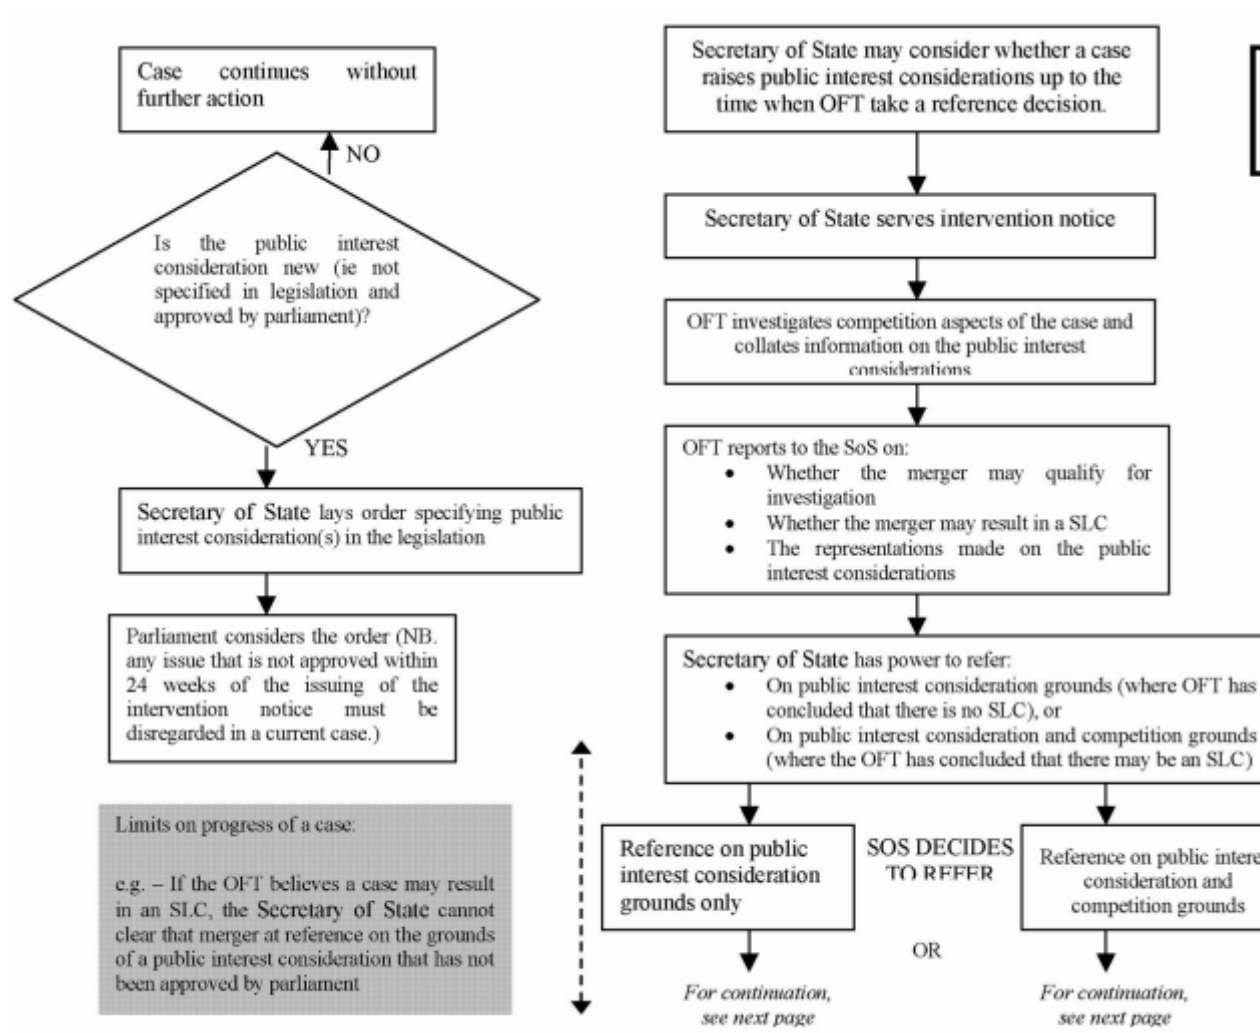 Case continues without
further action
NO
Is the public interest
consideration new (ie not
specified in legislation and
approved by parliament)?
YES
Secretary of State lays order specifying public
interest consideration(s) in the legislation
Parliament considers the order (NB.
any issue that is not approved within
24 weeks of the issuing of the
intervention notice must be
disregarded in a current case.)
Limits on progress of a case:
e.g. – If the OFT believes a case may result
in an SLC, the Secretary of State cannot
clear that merger at reference on the grounds
of a public interest consideration that has not
been approved by parliament
Secretary of State may consider whether a case
raises public interest considerations up to the
time when OFT take a reference decision.
Secretary of State serves intervention notice
OFT investigates competition aspects of the case and
collates information on the public interest
considerations
OFT reports to the SoS on:
• Whether the merger may qualify for
investigation
• Whether the merger may result in a SLC
• The representations made on the public
interest considerations
Secretary of State has power to refer:
• On public interest consideration grounds (where OFT has
concluded that there is no SLC), or
• On public interest consideration and competition grounds
(where the OFT has concluded that there may be an SLC)
Reference on public
interest consideration
grounds only
SOS DECIDES
TO REFER
OR
Reference on public
consideration and
competition grounds
For continuation,
see next page
For continuation,
see next page